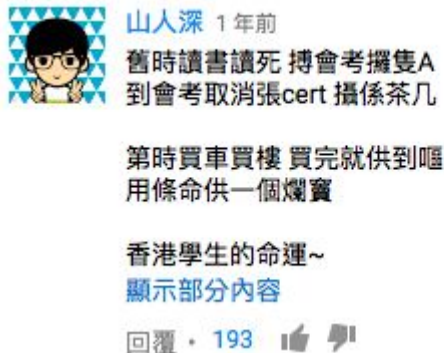 山人深 1 年前
舊時讀書讀死 搏會考攞隻A
到會考取消張cert 攝係茶几
第時買車買樓 買完就供到嘔
用條命供一個爛竇
香港學生的命運~
顯示部分內容
回覆 • 193